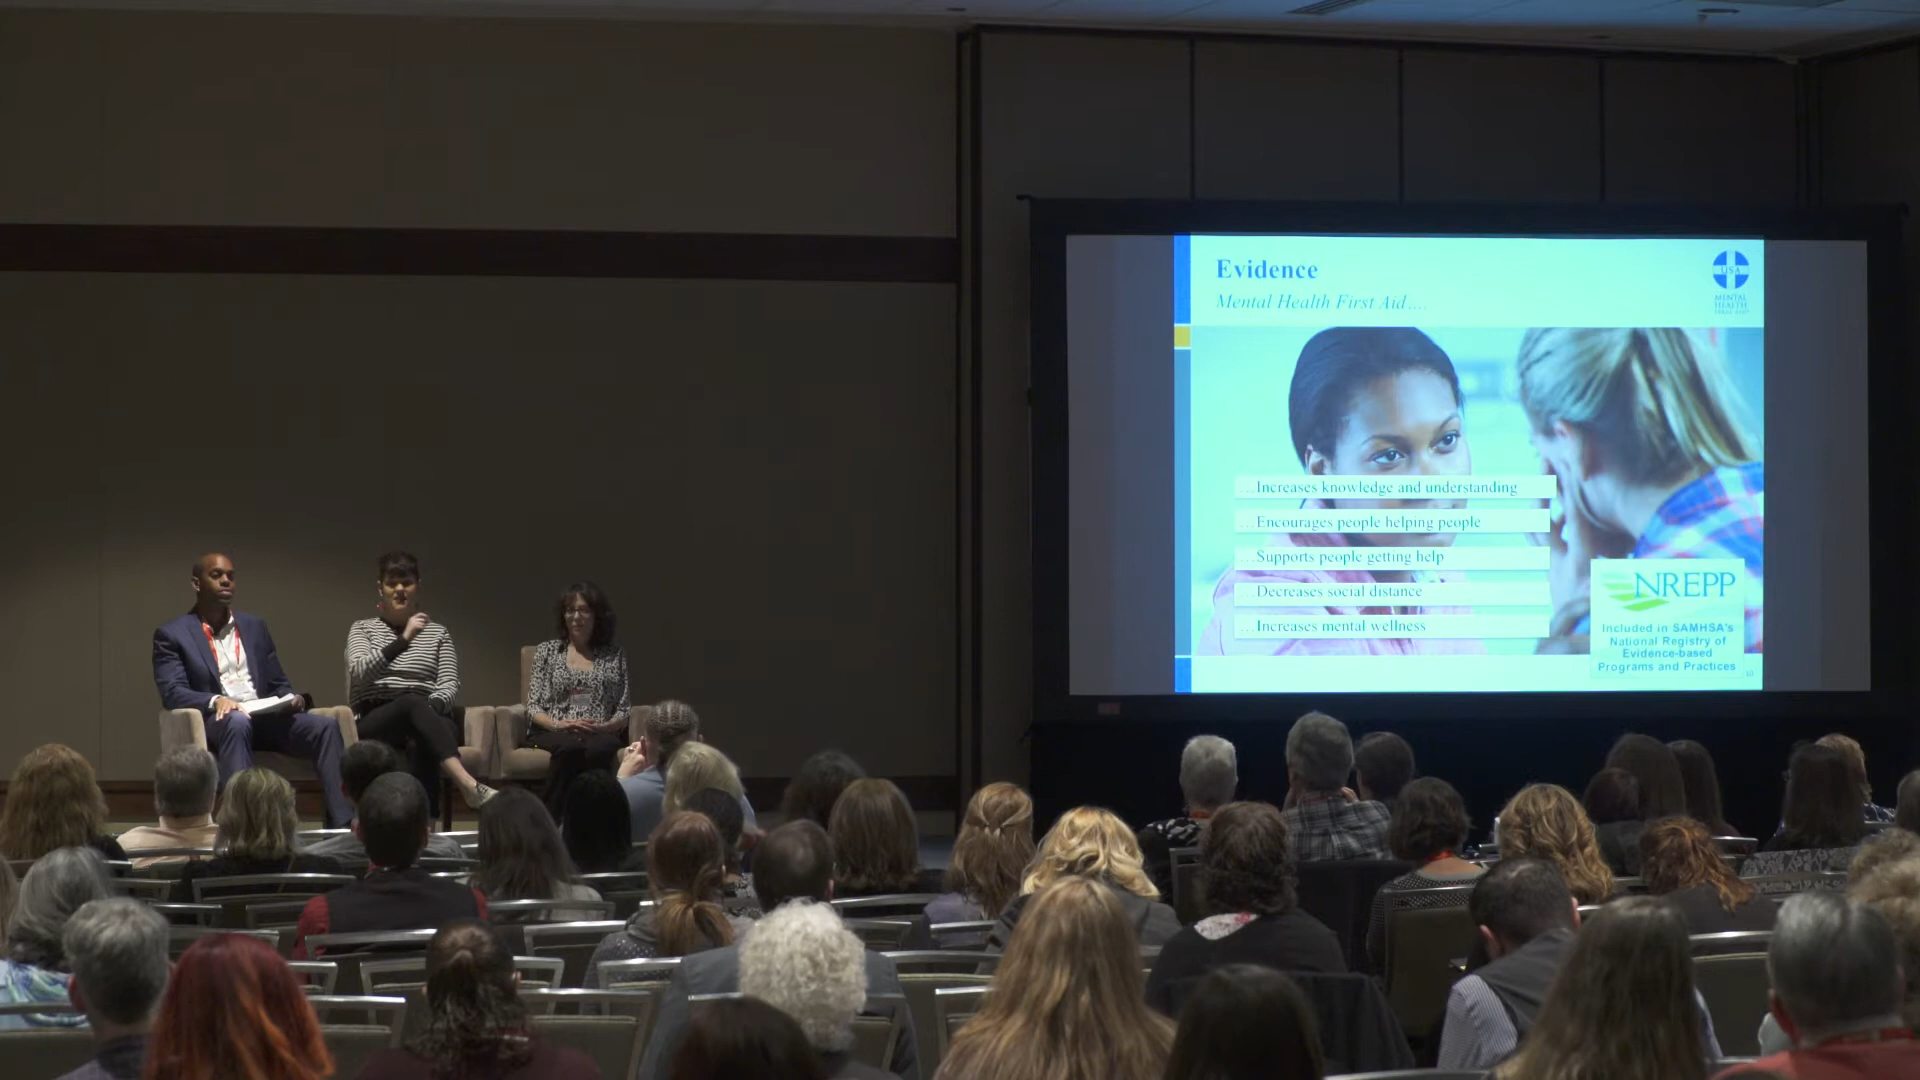 Evidence
Mental Health First Aid....
USA
MENTAL
HEALTH
...Increases knowledge and understanding
...Encourages people helping people
...Supports people getting help
...Decreases social distance
...Increases mental wellness
NREPP
Included in SAMHSA's
National Registry of
Evidence-based
Programs and Practices
10